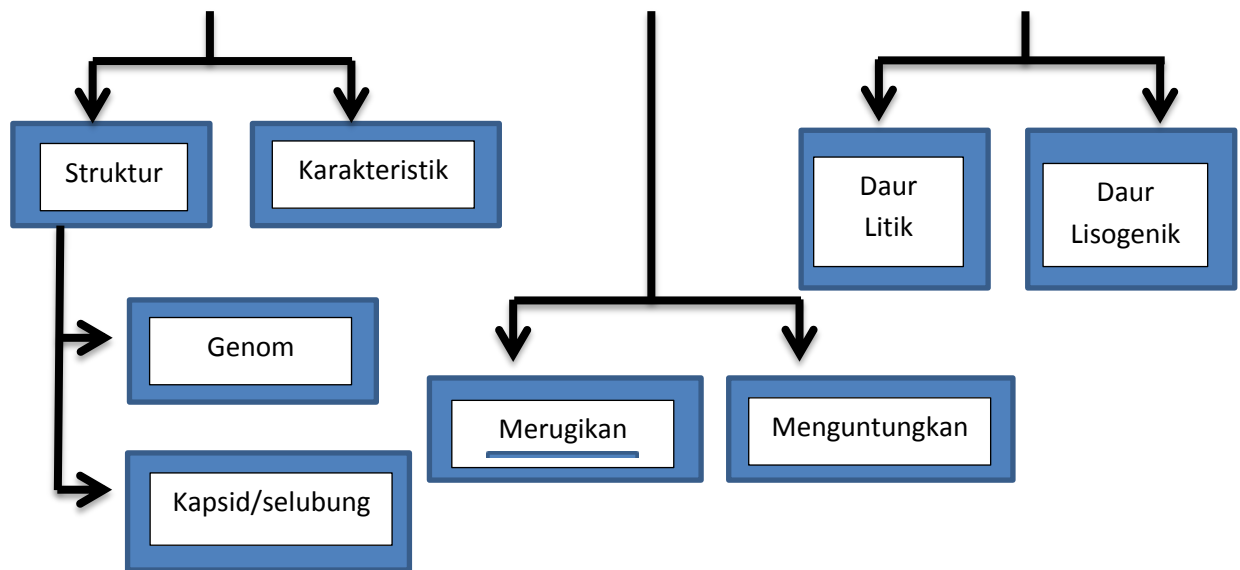 Struktur
Karakteristik
Daur
Litik
Daur
Lisogenik
Genom
Merugikan
Menguntungkan
Kapsid/selubung